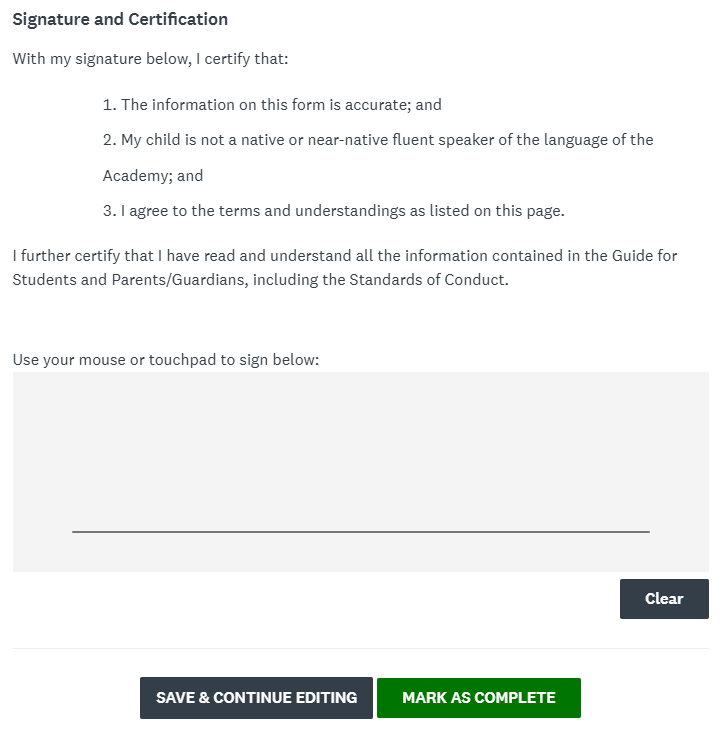 Signature and Certification
With my signature below, I certify that:
1. The information on this form is accurate; and
2. My child is not a native or near-native fluent speaker of the language of the
Academy; and
3. I agree to the terms and understandings as listed on this page.
I further certify that I have read and understand all the information contained in the Guide for
Students and Parents/Guardians, including the Standards of Conduct.
Use your mouse or touchpad to sign below:
Clear
SAVE & CONTINUE EDITING MARK AS COMPLETE